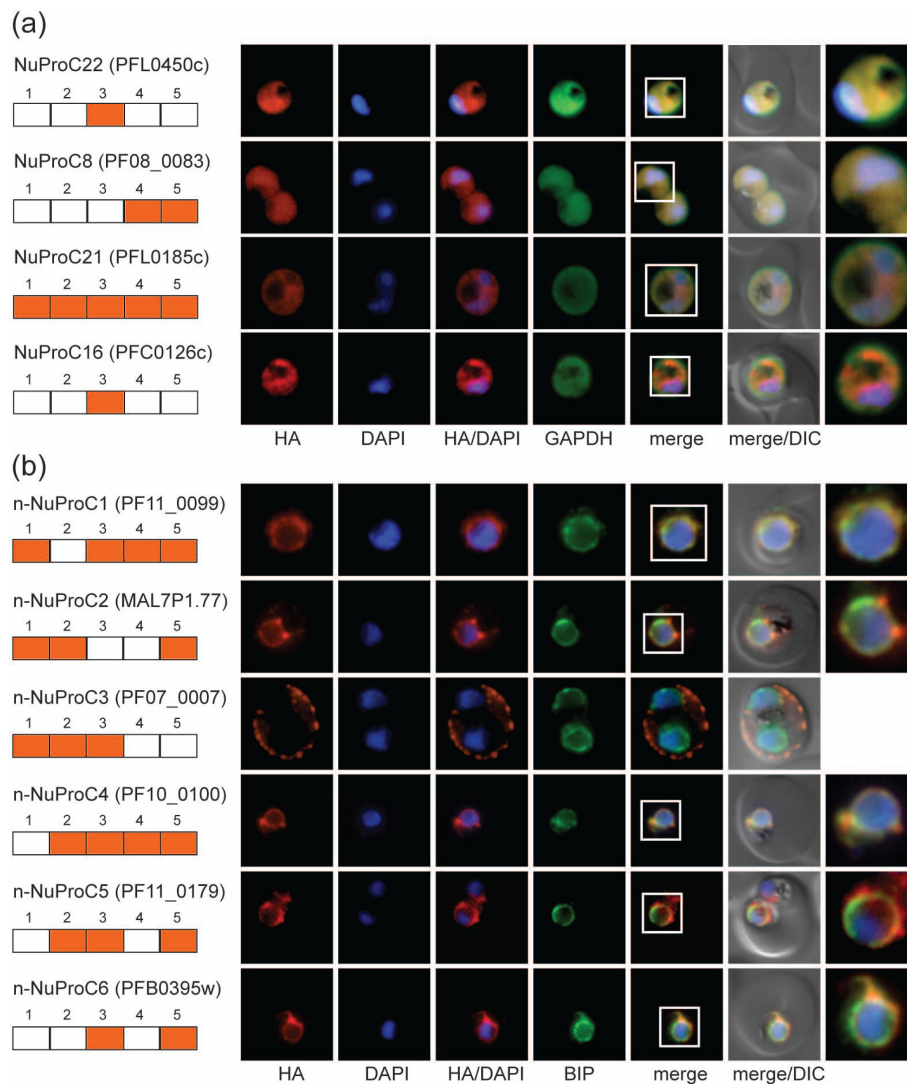 (a)
NuProC22 (PFL0450c)
1 2 3 4 5
NuProC8 (PF08_0083)
1 2 3 4 5
NuProC21 (PFL0185c)
1 2 3 4 5
NuProC16 (PFC0126c)
1 2 3 4 5
HA DAPI HA/DAPI GAPDH merge merge/DIC
(b)
n-NuProC1 (PF11_0099)
1 2 3 4 5
n-NuProC2 (MAL7P1.77)
1 2 3 4 5
n-NuProC3 (PF07_0007)
1 2 3 4 5
n-NuProC4 (PF10_0100)
1 2 3 4 5
n-NuProC5 (PF11_0179)
1 2 3 4 5
n-NuProC6 (PFB0395w)
1 2 3 4 5
HA DAPI HA/DAPI BIP merge merge/DIC